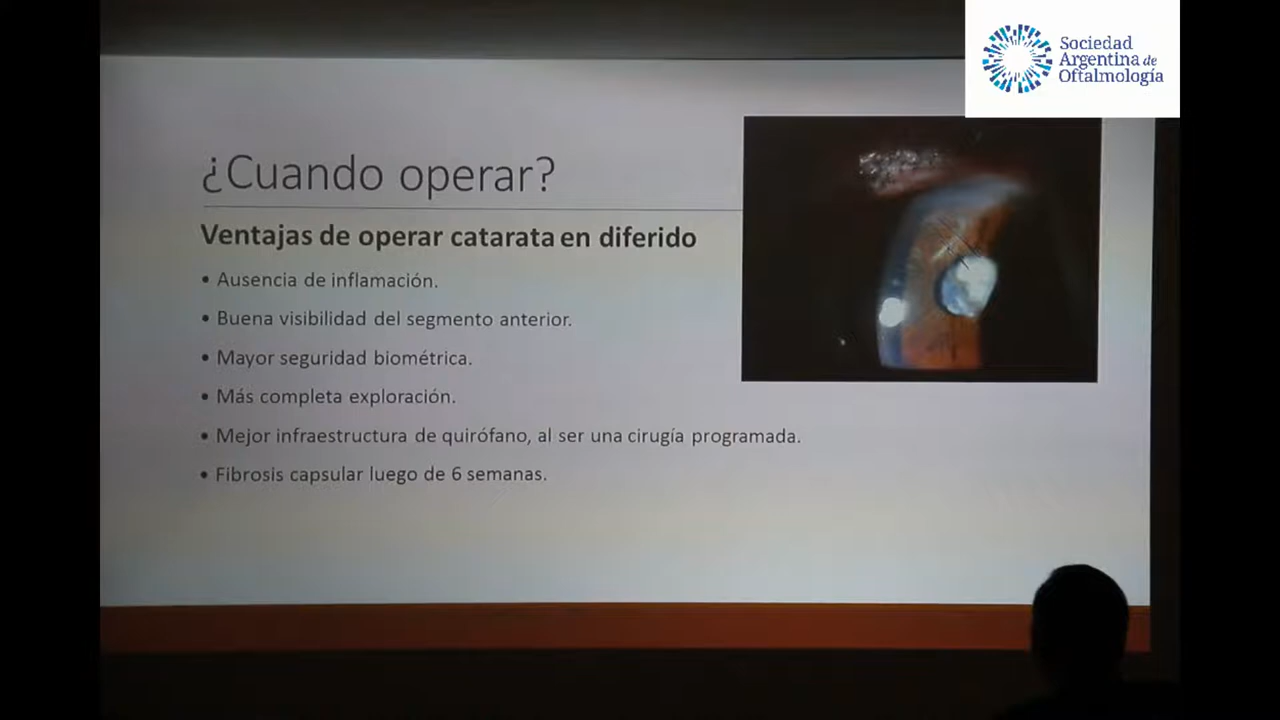 Sociedad
Argentina de
Oftalmología
¿Cuando operar?
Ventajas de operar catarata en diferido
• Ausencia de inflamación.
• Buena visibilidad del segmento anterior.
• Mayor seguridad biométrica.
• Más completa exploración.
• Mejor infraestructura de quirófano, al ser una cirugía programada.
• Fibrosis capsular luego de 6 semanas.